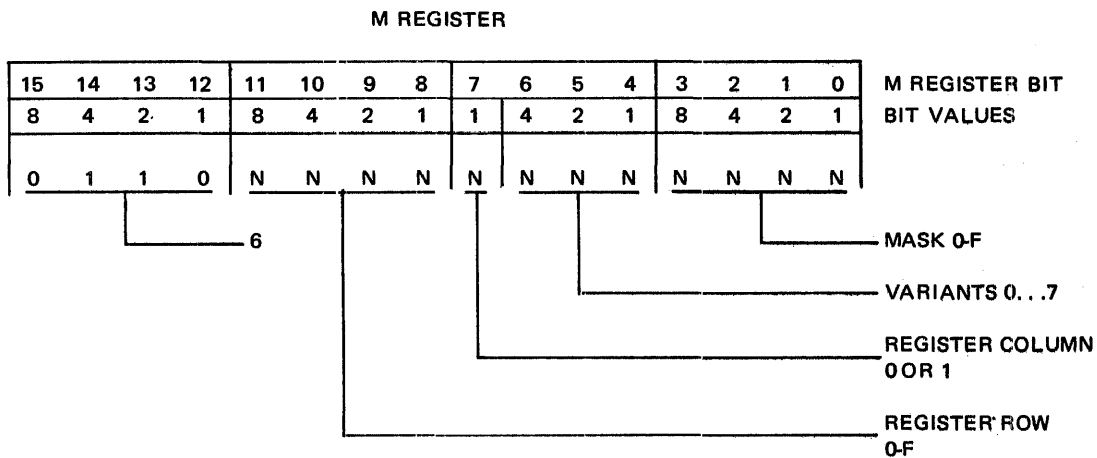 M REGISTER
15 14 13 12 11 10 9 8 7 6 5 4 3 2 1 0 M REGISTER BIT
8 4 2 1 8 4 2 1 1 4 2 1 8 4 2 1 BIT VALUES
0 1 1 0 N N N N N N N N N N N N
6 MASK 0-F
VARIANTS 0...7
REGISTER COLUMN
0 OR 1
REGISTER ROW
0-F